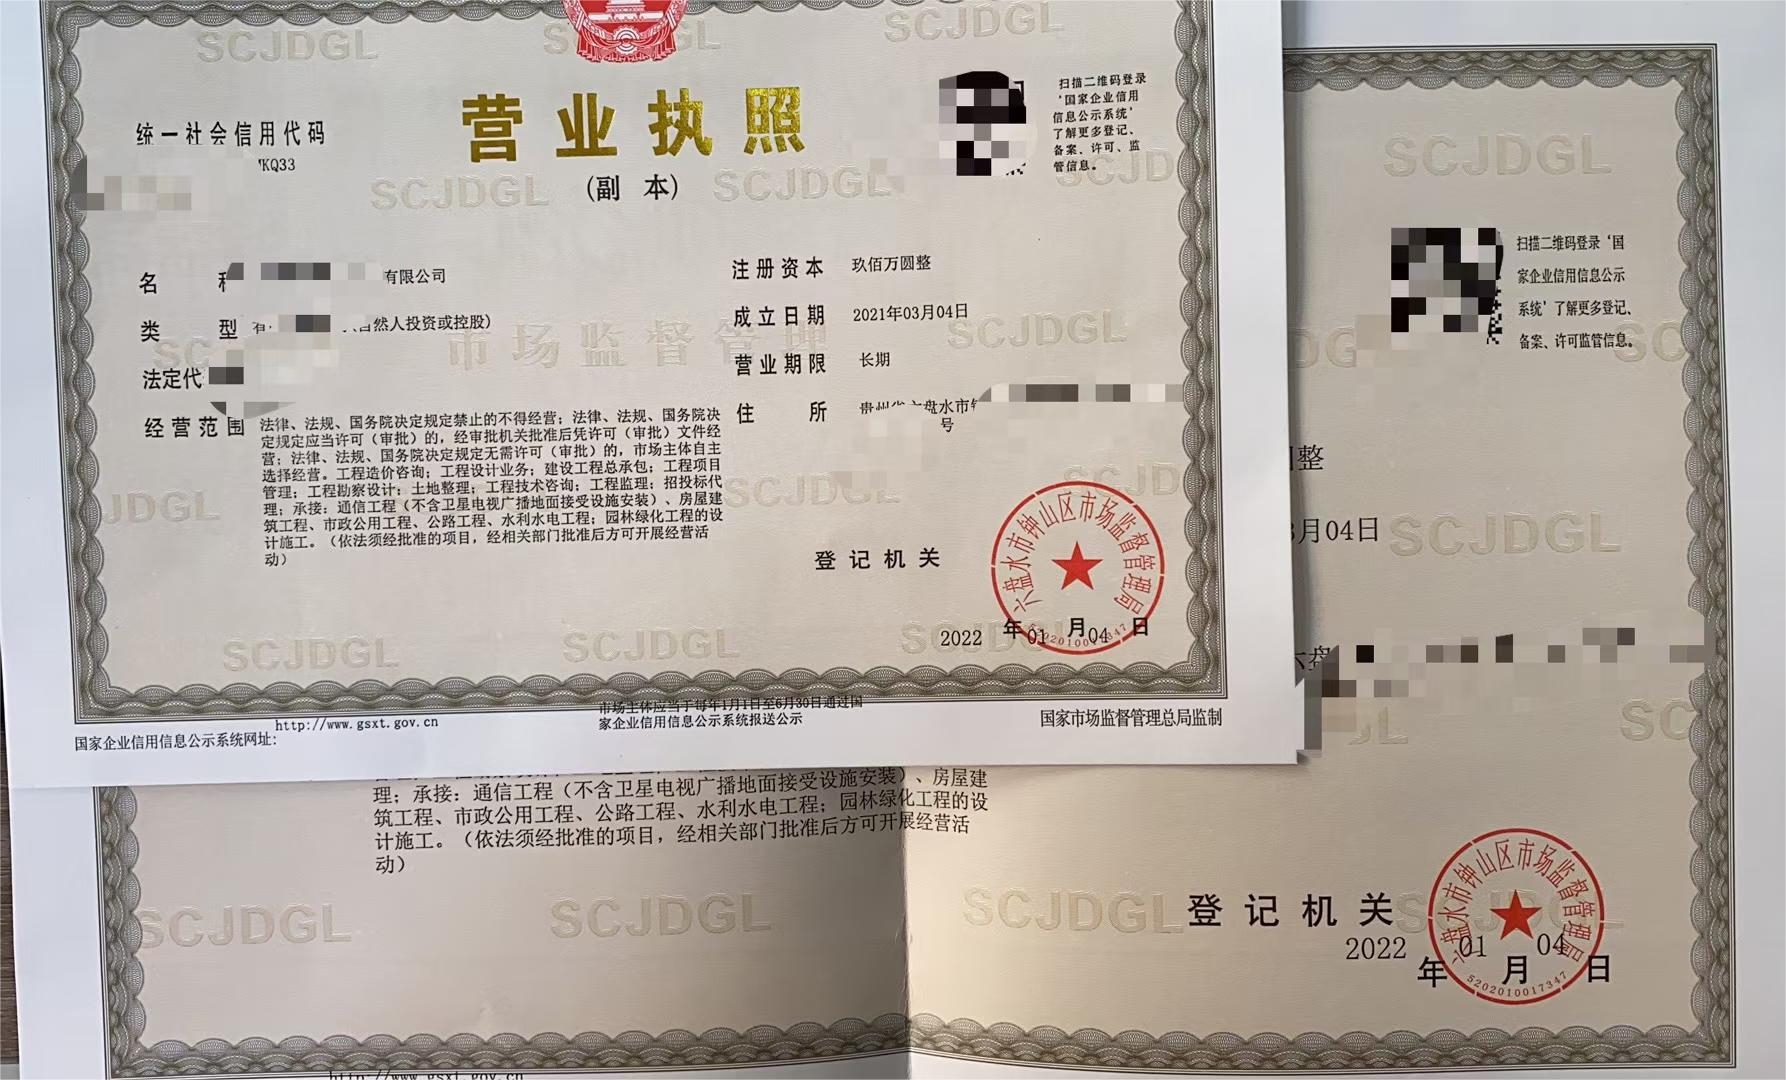 SCJDGL
SCJDGL
营业执照
(副 本)
统一社会信用代码
KQ33
扫描二维码登录
‘国家企业信用
信息公示系统’
了解更多登记、
备案、许可、监
管信息。
SCJDGL
SCJDGL
SCJD
名
有限公司
类 型
自然人投资或控股)
法定代
经营范围
法律、法规、国务院决定规定禁止的不得经营；法律、法规、国务院决
定规定应当许可（审批）的，经审批机关批准后凭许可（审批）文件经
营；法律、法规、国务院决定规定无需许可（审批）的，市场主体自主
选择经营。工程造价咨询；工程设计业务；建设工程总承包；工程项目
管理；工程勘察设计；土地整理；工程技术咨询；工程监理；招投标代
理；承接：通信工程（不含卫星电视广播地面接受设施安装）、房屋建
筑工程、市政公用工程、公路工程、水利水电工程；园林绿化工程的设
计施工。（依法须经批准的项目，经相关部门批准后方可开展经营活
动）
注册资本 玖佰万圆整
成立日期 2021年03月04日
营业期限 长期
住 所
盘水市
号
市场监督管理
SCJDGL
JDGL
SCJDGL
SCJD
登记机关
六盘水市钟山区市场监督管理局
2022 年 01 月 04 日
SCJDGL
SCJDGL
SCJDGL
国家企业信用信息公示系统网址:
http://www.gsxt.gov.cn
市场主体应当于每年1月1日至6月30日通过国
家企业信用信息公示系统报送公示
国家市场监督管理总局监制
SCJDGL
扫描二维码登录‘国
家企业信用信息公示
系统’了解更多登记、
备案、许可监管信息。
SC
整
月04日
SCJDGL
SC
理；承接：通信工程（不含卫星电视广播地面接受设施安装）、房屋建
筑工程、市政公用工程、公路工程、水利水电工程；园林绿化工程的设
计施工。（依法须经批准的项目，经相关部门批准后方可开展经营活
动）
SCJDGL
SCJDGL
SCJDGL
登记机关
六盘水市钟山区市场监督管理局
5202010017347
2022 年 01 月 04 日
http://www.gsxt.gov.cn